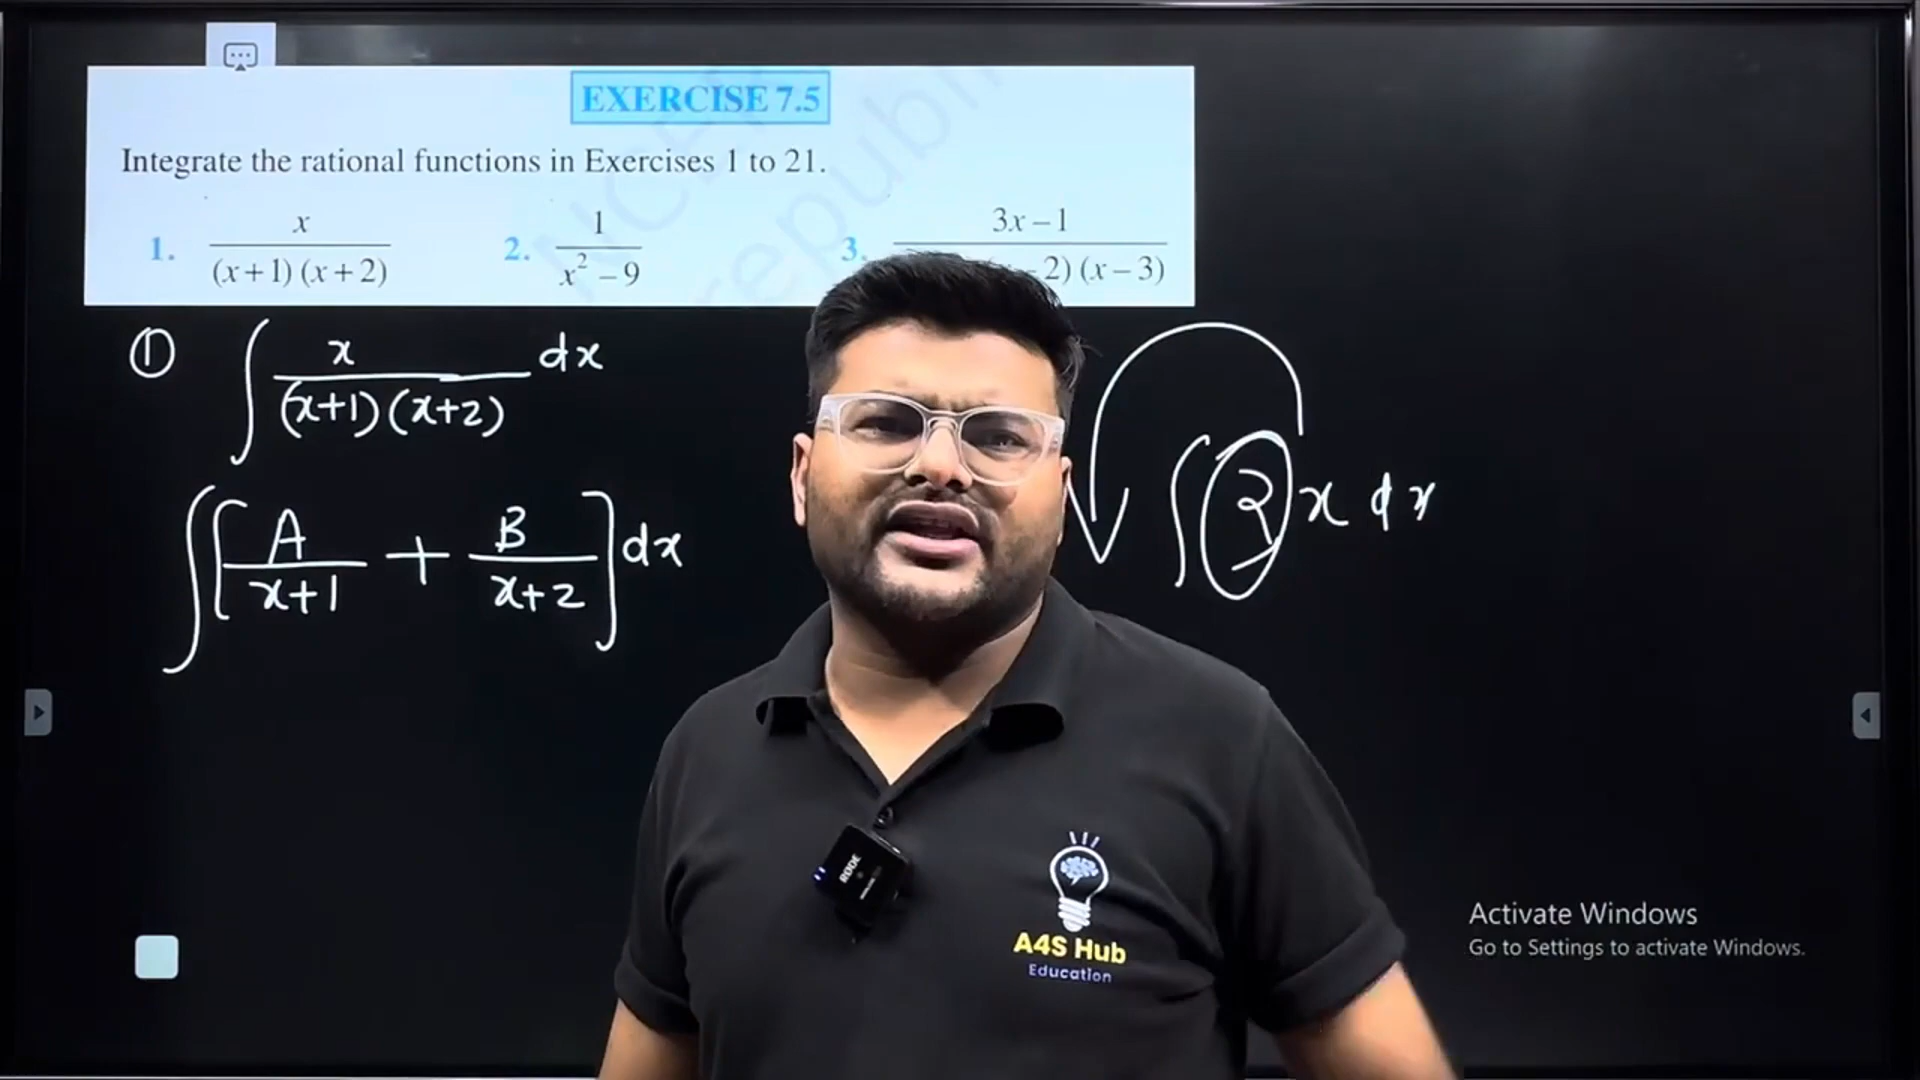 EXERCISE 7.5
Integrate the rational functions in Exercises 1 to 21.
1. x / (x+1) (x+2)
2. 1 / x² – 9
3. 3x – 1 / 2) (x – 3)
① ∫ x / (x+1)(x+2) dx
∫ [ A / x+1 + B / x+2 ] dx
∫ 2 x dx
RØDE
A4S Hub
Education
Activate Windows
Go to Settings to activate Windows.